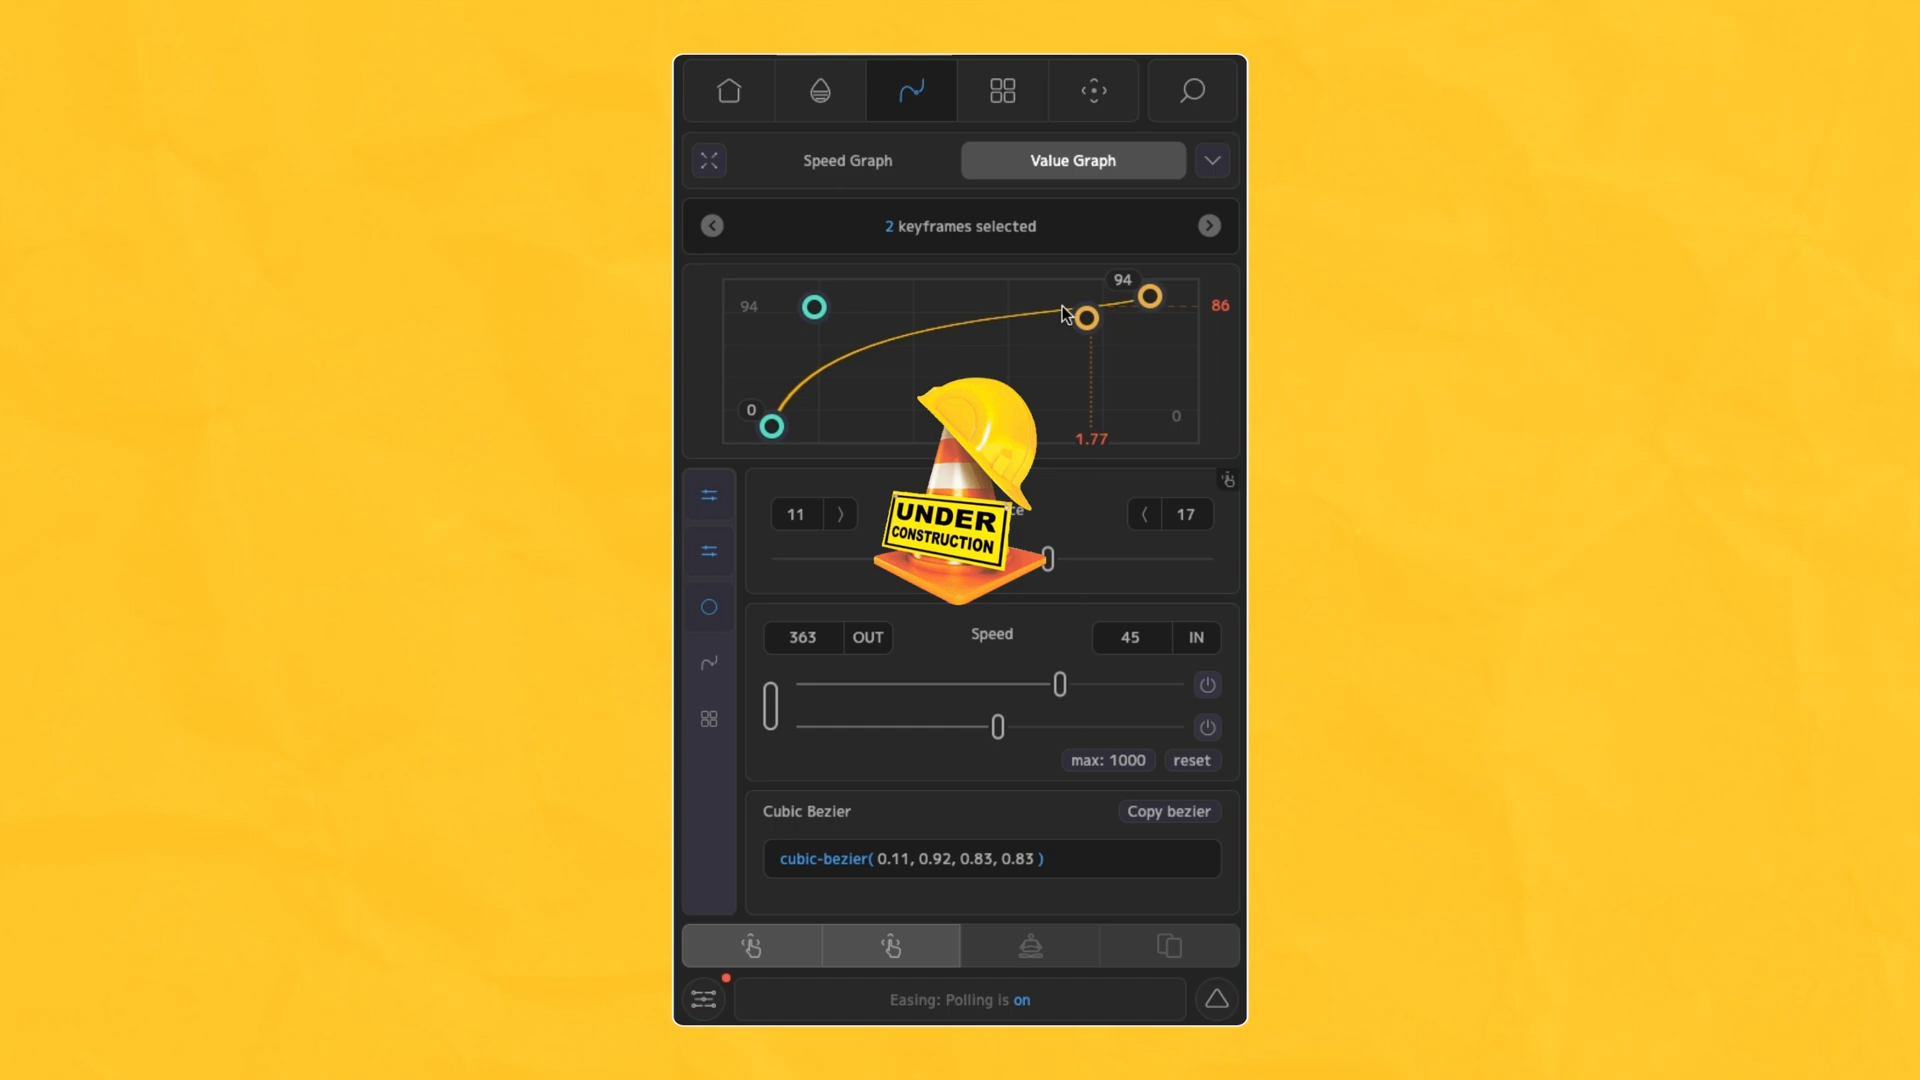 Speed Graph
Value Graph
2 keyframes selected
94
94
86
0
0
1.77
11
17
UNDER
CONSTRUCTION
363
OUT
Speed
45
IN
max: 1000
reset
Cubic Bezier
Copy bezier
cubic-bezier( 0.11, 0.92, 0.83, 0.83 )
Easing: Polling is on